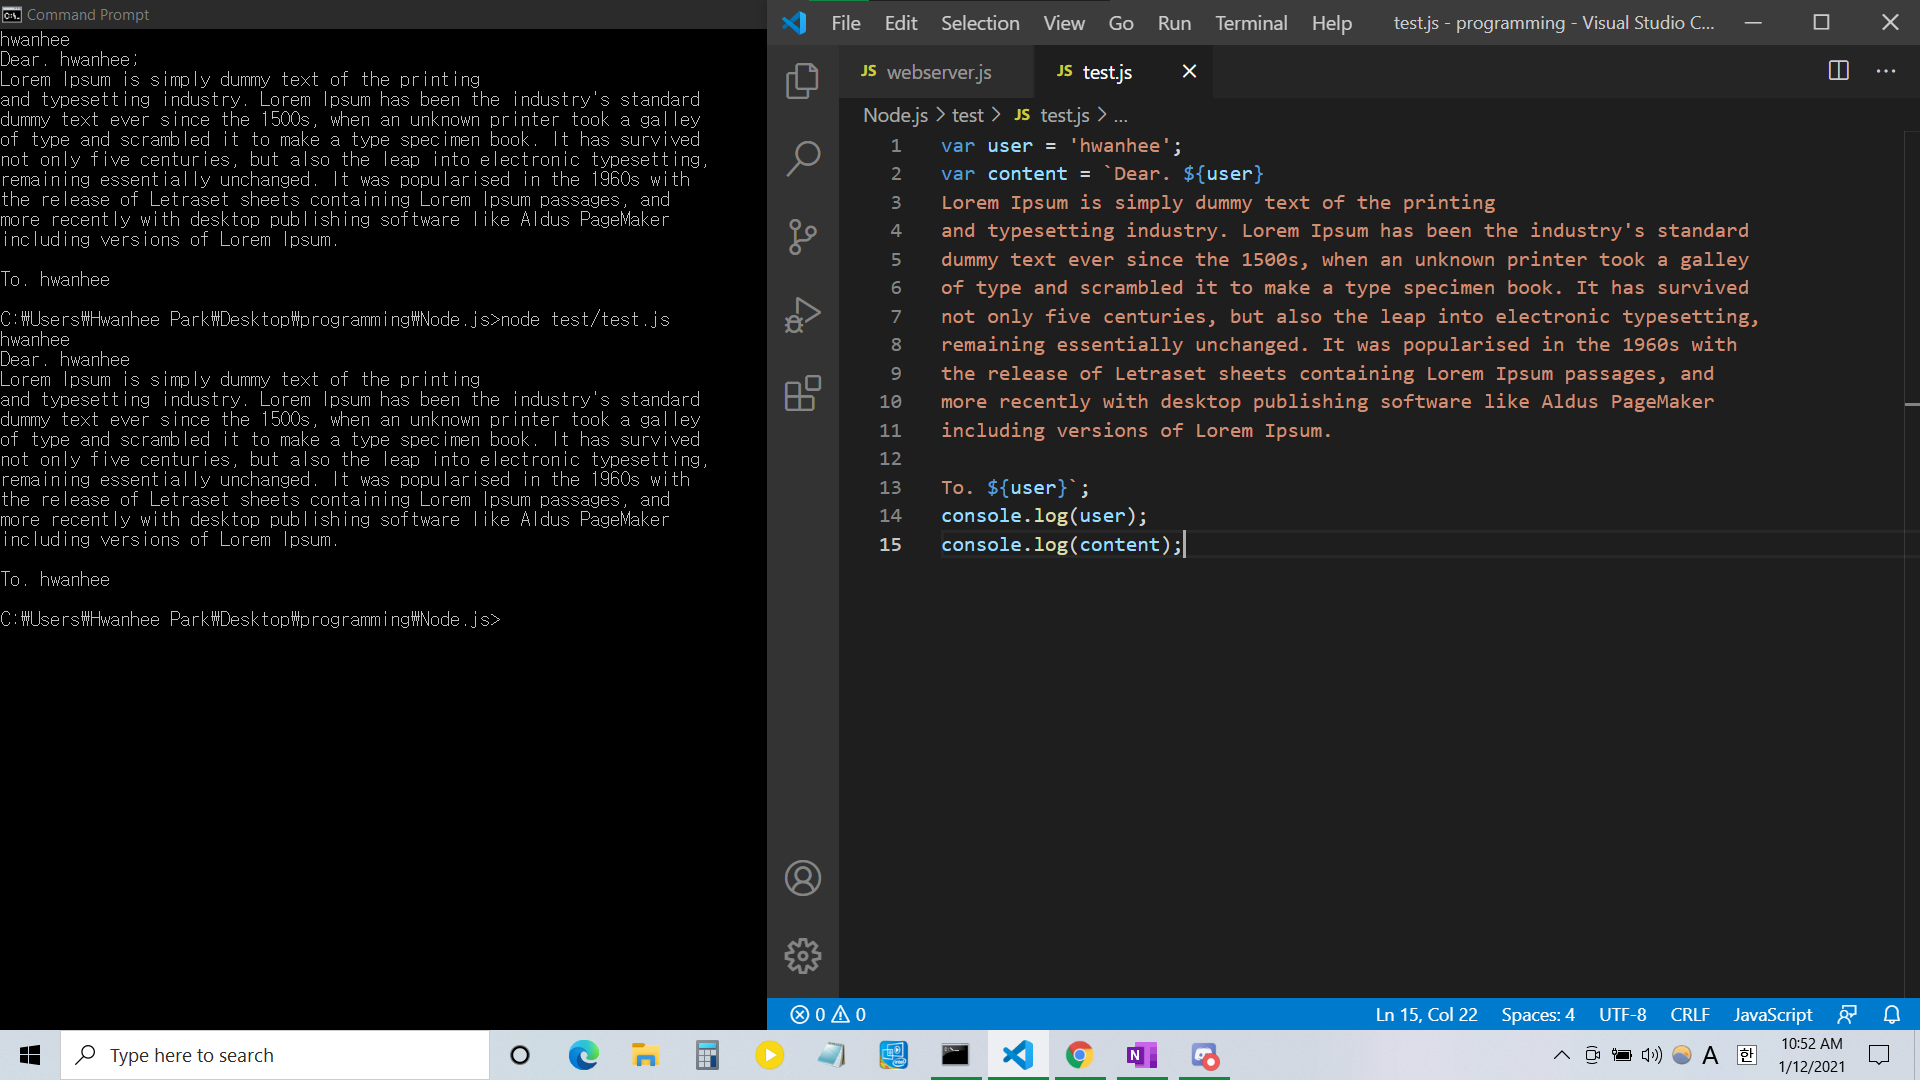 Command Prompt
hwanhee
Dear. hwanhee;
Lorem Ipsum is simply dummy text of the printing
and typesetting industry. Lorem Ipsum has been the industry's standard
dummy text ever since the 1500s, when an unknown printer took a galley
of type and scrambled it to make a type specimen book. It has survived
not only five centuries, but also the leap into electronic typesetting,
remaining essentially unchanged. It was popularised in the 1960s with
the release of Letraset sheets containing Lorem Ipsum passages, and
more recently with desktop publishing software like Aldus PageMaker
including versions of Lorem Ipsum.
To. hwanhee
C:₩Users₩Hwanhee Park₩Desktop₩programming₩Node.js>node test/test.js
hwanhee
Dear. hwanhee
Lorem Ipsum is simply dummy text of the printing
and typesetting industry. Lorem Ipsum has been the industry's standard
dummy text ever since the 1500s, when an unknown printer took a galley
of type and scrambled it to make a type specimen book. It has survived
not only five centuries, but also the leap into electronic typesetting,
remaining essentially unchanged. It was popularised in the 1960s with
the release of Letraset sheets containing Lorem Ipsum passages, and
more recently with desktop publishing software like Aldus PageMaker
including versions of Lorem Ipsum.
To. hwanhee
C:₩Users₩Hwanhee Park₩Desktop₩programming₩Node.js>
File Edit Selection View Go Run Terminal Help test.js - programming - Visual Studio C...
JS webserver.js JS test.js
Node.js > test > JS test.js > ...
1 var user = 'hwanhee';
2 var content = `Dear. ${user}
3 Lorem Ipsum is simply dummy text of the printing
4 and typesetting industry. Lorem Ipsum has been the industry's standard
5 dummy text ever since the 1500s, when an unknown printer took a galley
6 of type and scrambled it to make a type specimen book. It has survived
7 not only five centuries, but also the leap into electronic typesetting,
8 remaining essentially unchanged. It was popularised in the 1960s with
9 the release of Letraset sheets containing Lorem Ipsum passages, and
10 more recently with desktop publishing software like Aldus PageMaker
11 including versions of Lorem Ipsum.
12
13 To. ${user}`;
14 console.log(user);
15 console.log(content);
0 0 Ln 15, Col 22 Spaces: 4 UTF-8 CRLF JavaScript
Type here to search
A 한 10:52 AM
1/12/2021